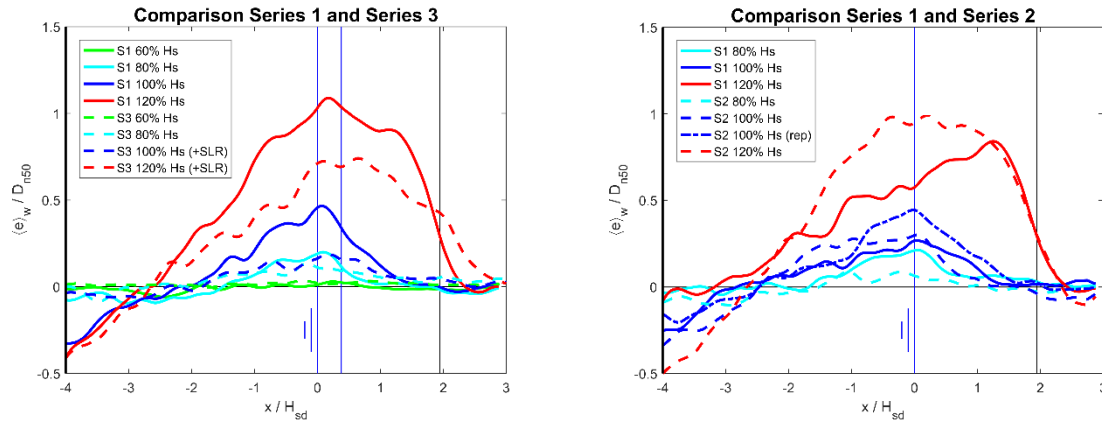 Comparison Series 1 and Series 3
1.5
S1 60% Hs
S1 80% Hs
S1 100% Hs
S1 120% Hs
S3 60% Hs
S3 80% Hs
S3 100% Hs (+SLR)
S3 120% Hs (+SLR)
1
0.5
0
-0.5
⟨e⟩w / Dn50
-4 -3 -2 -1 0 1 2 3
x / Hsd
Comparison Series 1 and Series 2
1.5
S1 80% Hs
S1 100% Hs
S1 120% Hs
S2 80% Hs
S2 100% Hs
S2 100% Hs (rep)
S2 120% Hs
1
0.5
0
-0.5
⟨e⟩w / Dn50
-4 -3 -2 -1 0 1 2 3
x / Hsd